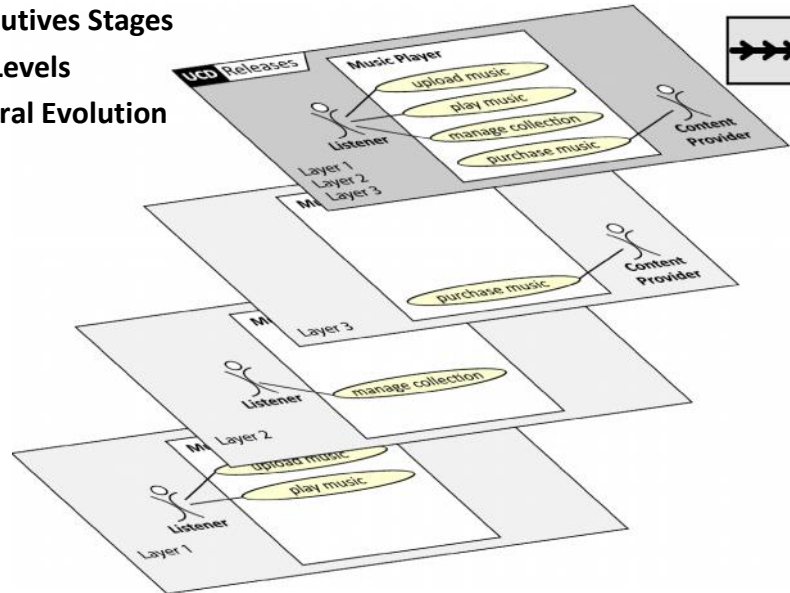 utives Stages
Levels
ral Evolution
UCD Releases
Music Player
upload music
play music
manage collection
purchase music
Listener
Content
Provider
Layer 1
Layer 2
Layer 3
M
purchase music
Content
Provider
Layer 3
M
manage collection
Listener
Layer 2
M
upload music
play music
Listener
Layer 1